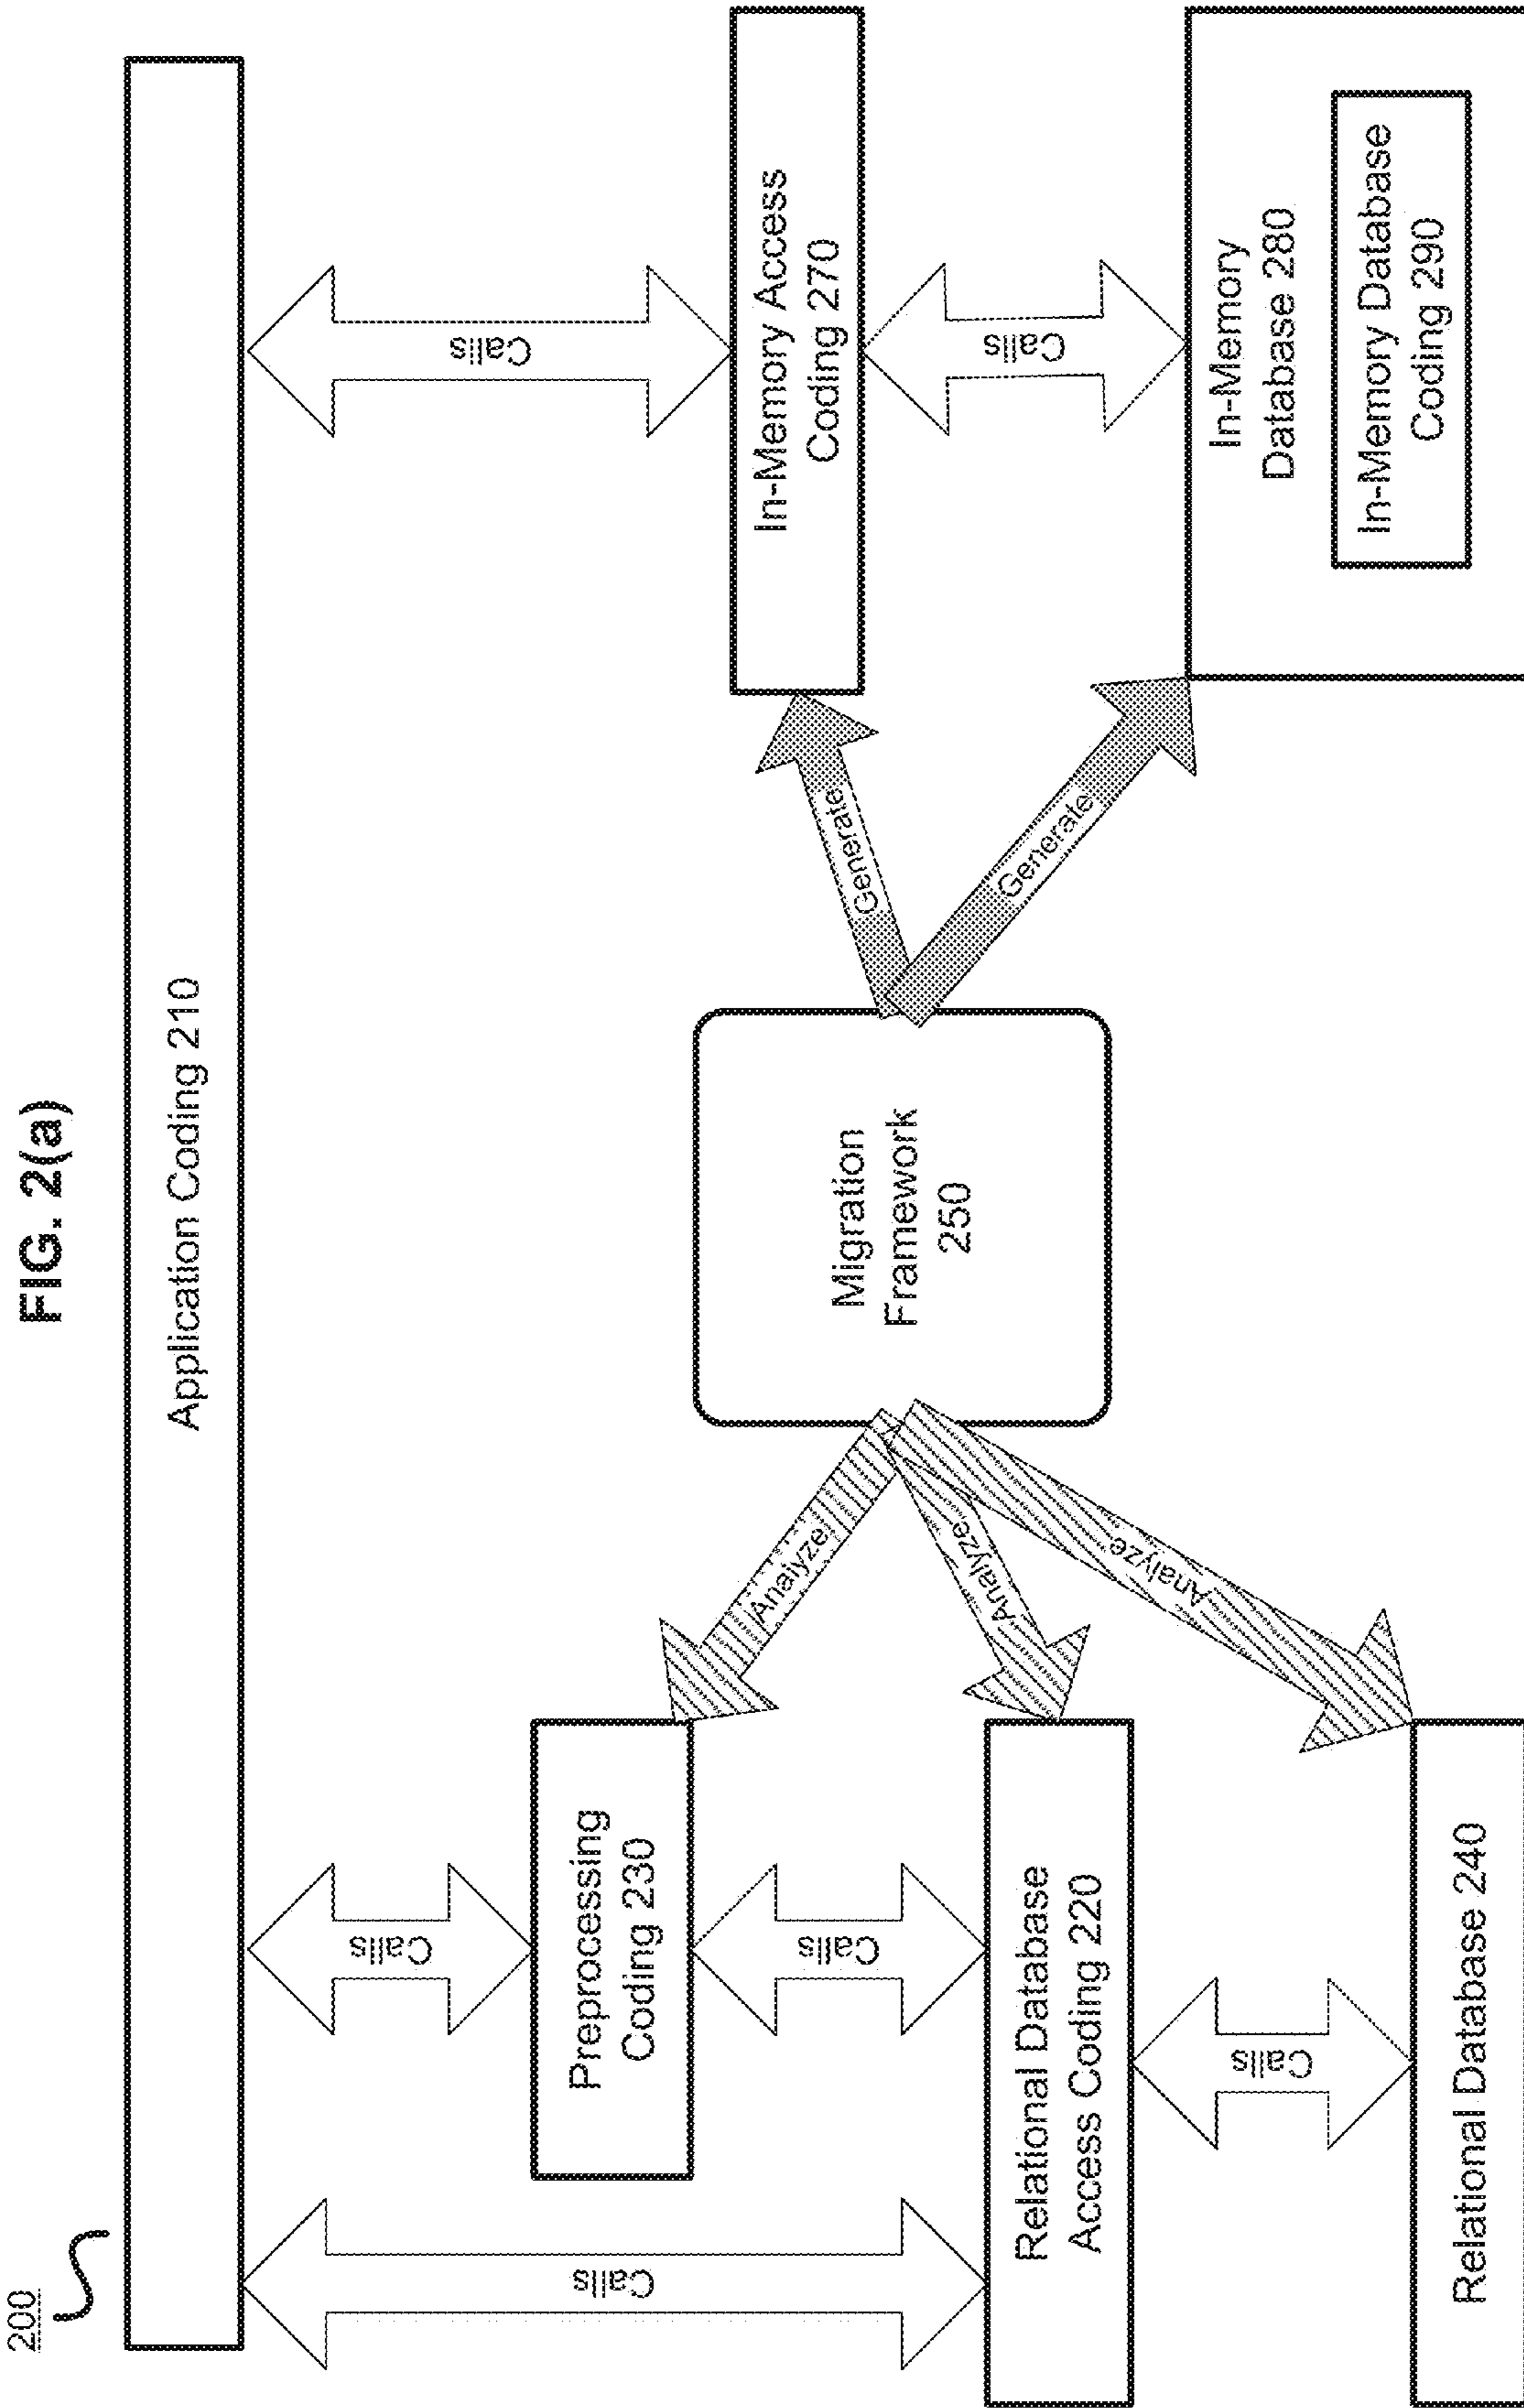 FIG. 2(a)
200
Application Coding 210
Calls
Calls
Calls
Preprocessing
Coding 230
Calls
In-Memory Access
Coding 270
Analyze
Generate
Migration
Framework
250
Analyze
Generate
Calls
Relational Database
Access Coding 220
Analyze
Calls
In-Memory
Database 280
In-Memory Database
Coding 290
Relational Database 240